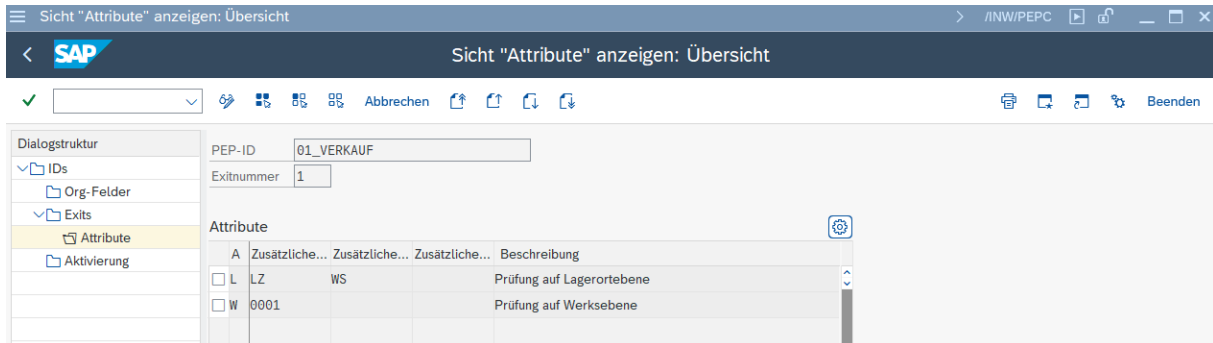 Sicht "Attribute" anzeigen: Übersicht /INW/PEPC
SAP Sicht "Attribute" anzeigen: Übersicht
Abbrechen Beenden
Dialogstruktur
IDs
Org-Felder
Exits
Attribute
Aktivierung
PEP-ID 01_VERKAUF
Exitnummer 1
Attribute
A Zusätzliche... Zusätzliche... Zusätzliche... Beschreibung
L LZ WS Prüfung auf Lagerortebene
W 0001 Prüfung auf Werksebene